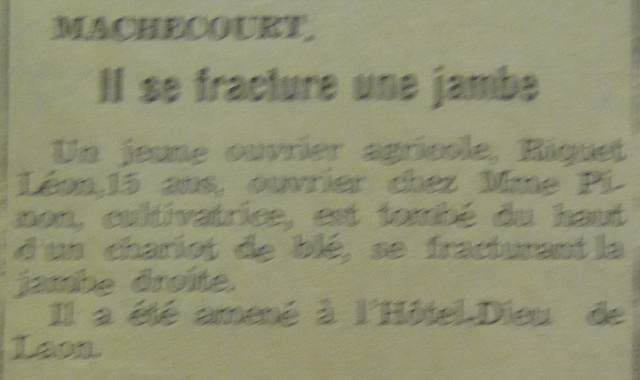 MACHECOURT.
Il se fracture une jambe
Un jeune ouvrier agricole, Riquet
Léon,15 ans, ouvrier chez Mme Pi-
non, cultivatrice, est tombé du haut
d'un chariot de blé, se fracturant la
jambe droite.
Il a été amené à l'Hôtel-Dieu de
Laon.